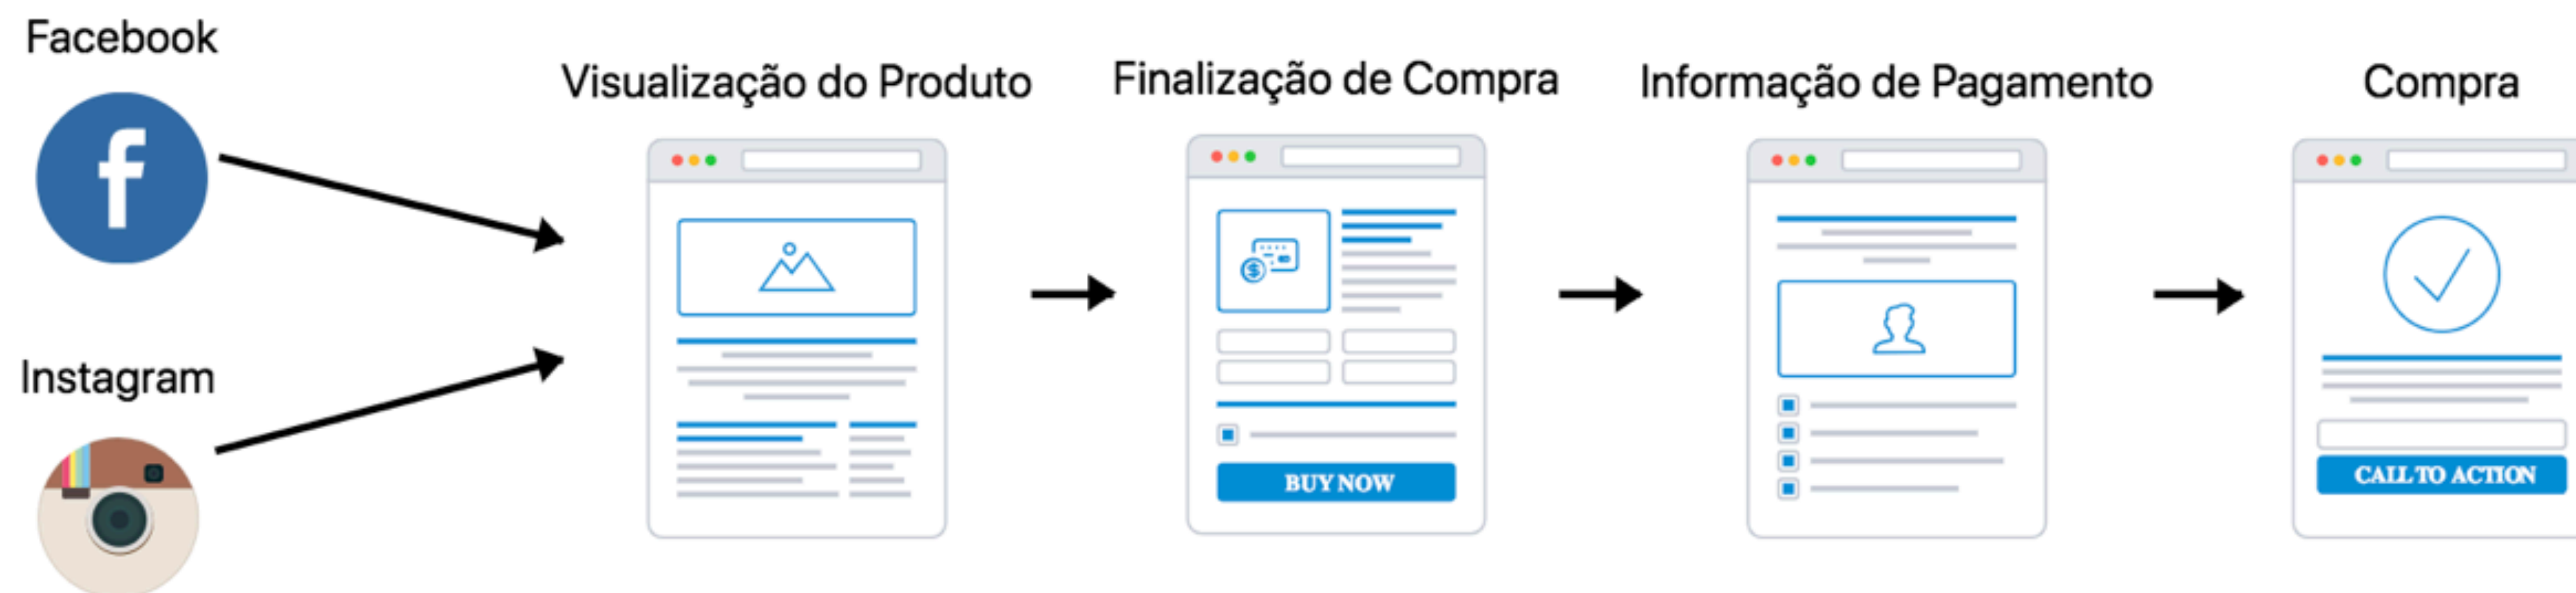 Facebook
Instagram
Visualização do Produto
Finalização de Compra
BUY NOW
Informação de Pagamento
Compra
CALL TO ACTION